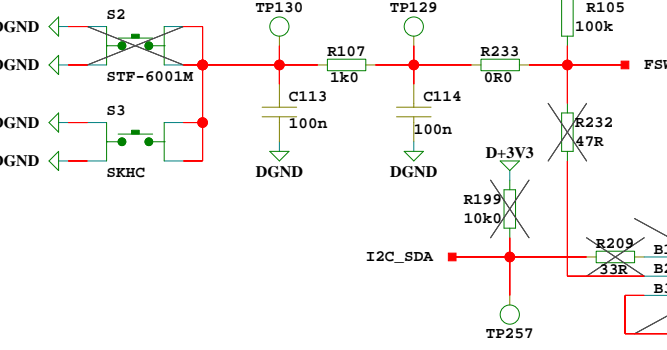 TP130
TP129
R105
100k
S2
DGND
DGND
STF-6001M
R107
1k0
R233
0R0
C113
100n
C114
100n
S3
DGND
DGND
SKHC
DGND
DGND
R232
47R
D+3V3
R199
10k0
I2C_SDA
R209
33R
TP257